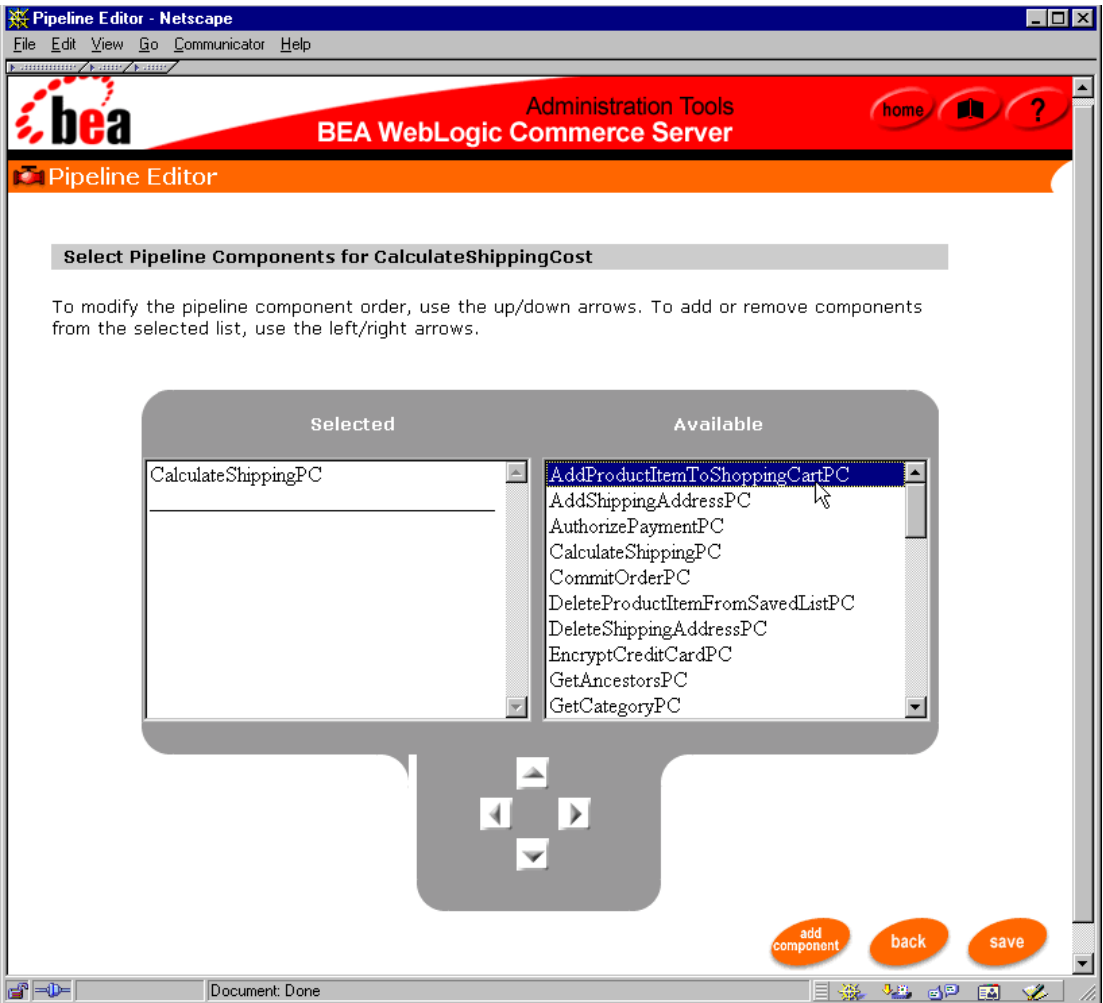 Pipeline Editor - Netscape
File Edit View Go Communicator Help
bea
Administration Tools
BEA WebLogic Commerce Server
home ?
Pipeline Editor
Select Pipeline Components for CalculateShippingCost
To modify the pipeline component order, use the up/down arrows. To add or remove components
from the selected list, use the left/right arrows.
Selected
Available
CalculateShippingPC
AddProductItemToShoppingCartPC
AddShippingAddressPC
AuthorizePaymentPC
CalculateShippingPC
CommitOrderPC
DeleteProductItemFromSavedListPC
DeleteShippingAddressPC
EncryptCreditCardPC
GetAncestorsPC
GetCategoryPC
add
component
back
save
Document: Done